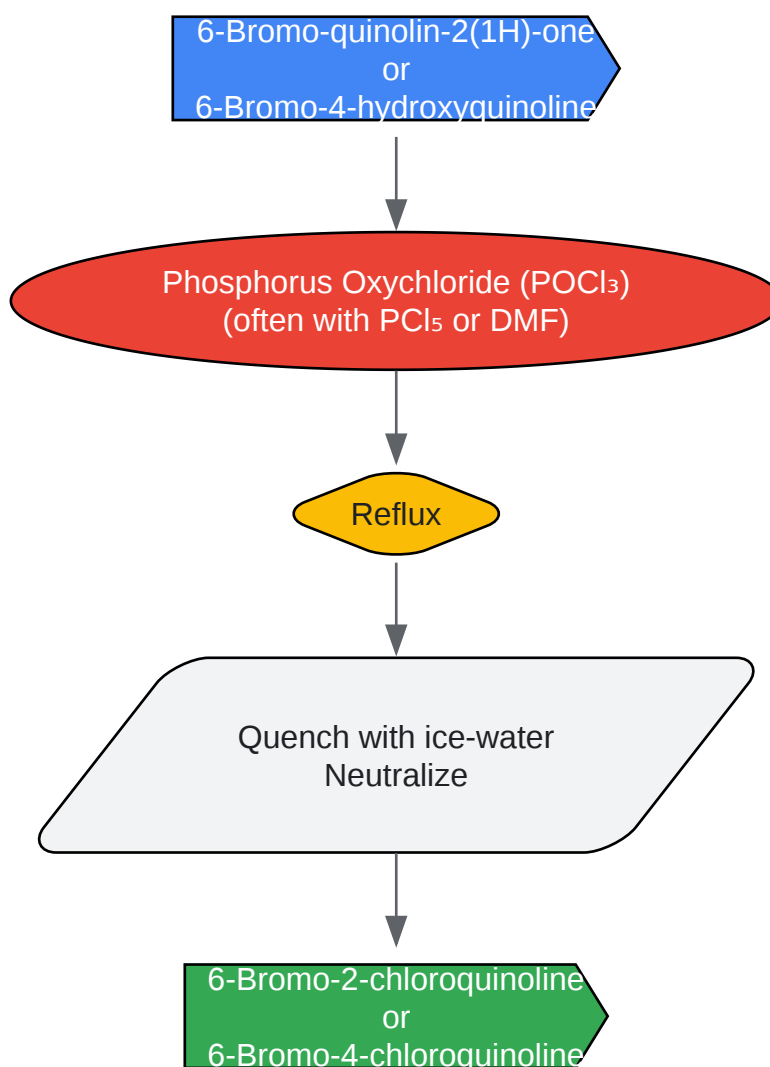 6-Bromo-quinolin-2(1H)-one
or
6-Bromo-4-hydroxyquinoline
Phosphorus Oxychloride (POCl₃)
(often with PCl₅ or DMF)
Reflux
Quench with ice-water
Neutralize
6-Bromo-2-chloroquinoline
or
6-Bromo-4-chloroquinoline